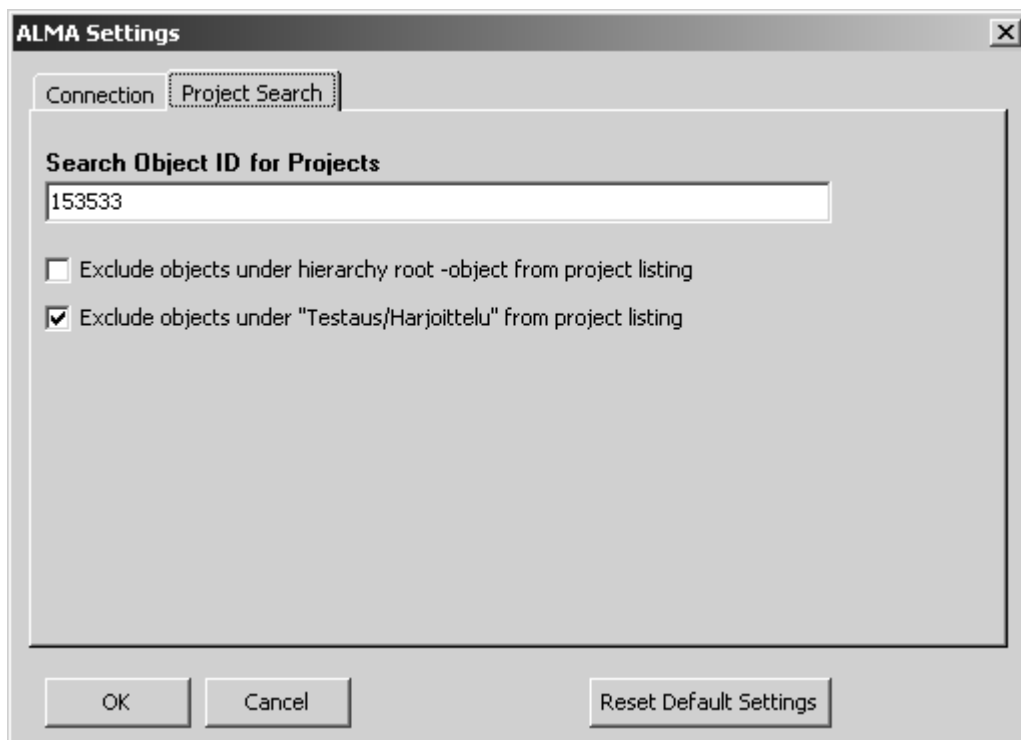 ALMA Settings
Connection Project Search
Search Object ID for Projects
153533
Exclude objects under hierarchy root -object from project listing
Exclude objects under "Testaus/Harjoittelu" from project listing
OK Cancel Reset Default Settings